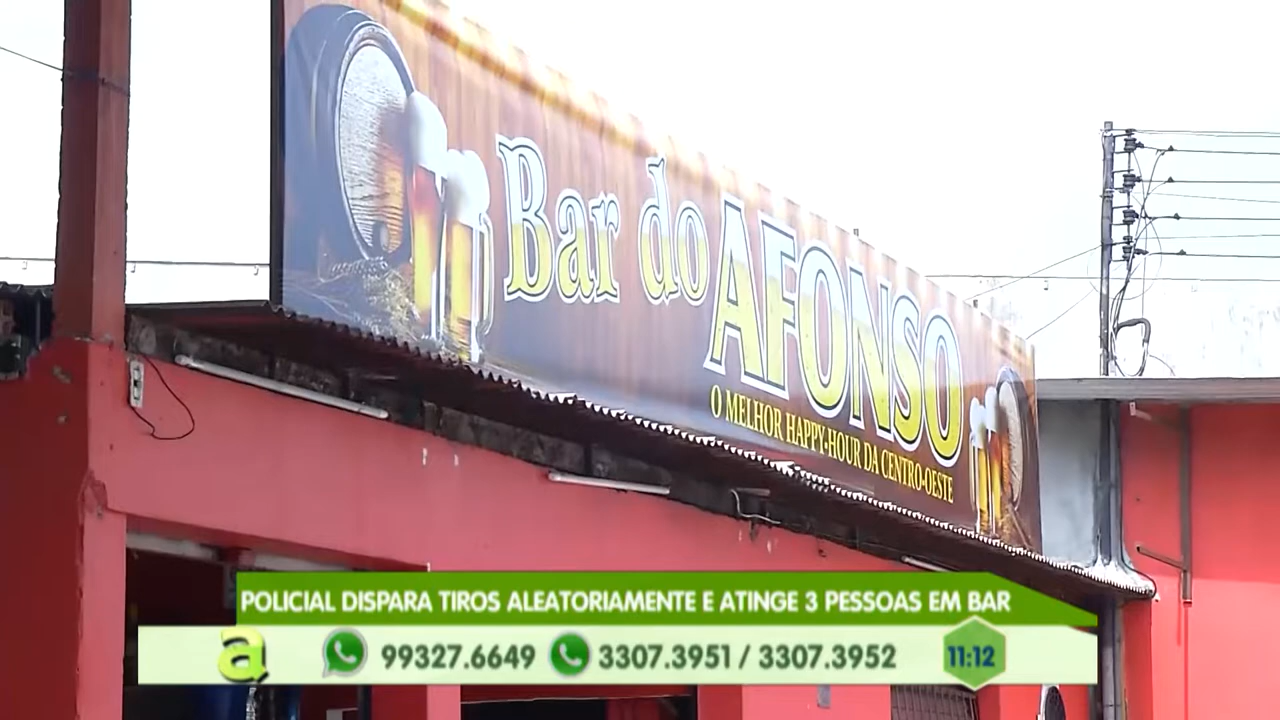 Bar do AFONSO
O MELHOR HAPPY-HOUR DA CENTRO-OESTE
POLICIAL DISPARA TIROS ALEATORIAMENTE E ATINGE 3 PESSOAS EM BAR
a 99327.6649 3307.3951 / 3307.3952 11:12